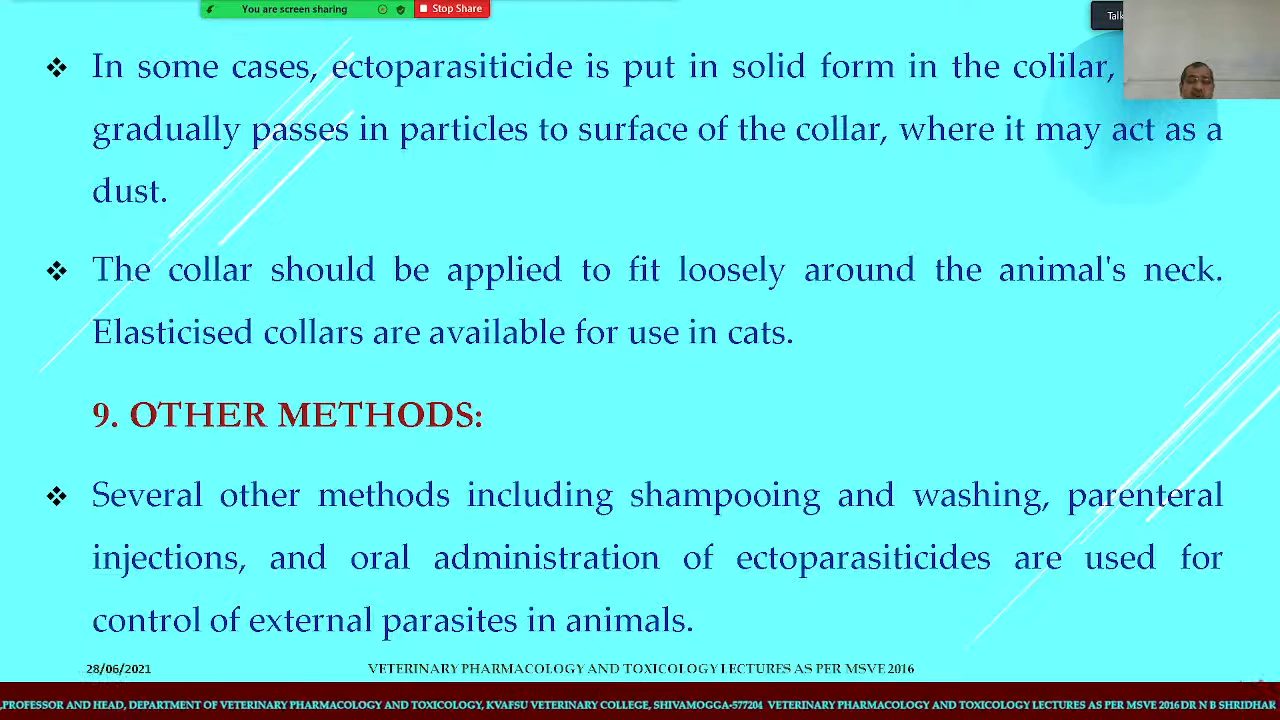 You are screen sharing
Stop Share
Talk
❖ In some cases, ectoparasiticide is put in solid form in the colilar,
gradually passes in particles to surface of the collar, where it may act as a
dust.
❖ The collar should be applied to fit loosely around the animal's neck.
Elasticised collars are available for use in cats.
9. OTHER METHODS:
❖ Several other methods including shampooing and washing, parenteral
injections, and oral administration of ectoparasiticides are used for
control of external parasites in animals.
28/06/2021
VETERINARY PHARMACOLOGY AND TOXICOLOGY LECTURES AS PER MSVE 2016
,PROFESSOR AND HEAD, DEPARTMENT OF VETERINARY PHARMACOLOGY AND TOXICOLOGY, KVAFSU VETERINARY COLLEGE, SHIVAMOGGA-577204 VETERINARY PHARMACOLOGY AND TOXICOLOGY LECTURES AS PER MSVE 2016 DR N B SHRIDHAR